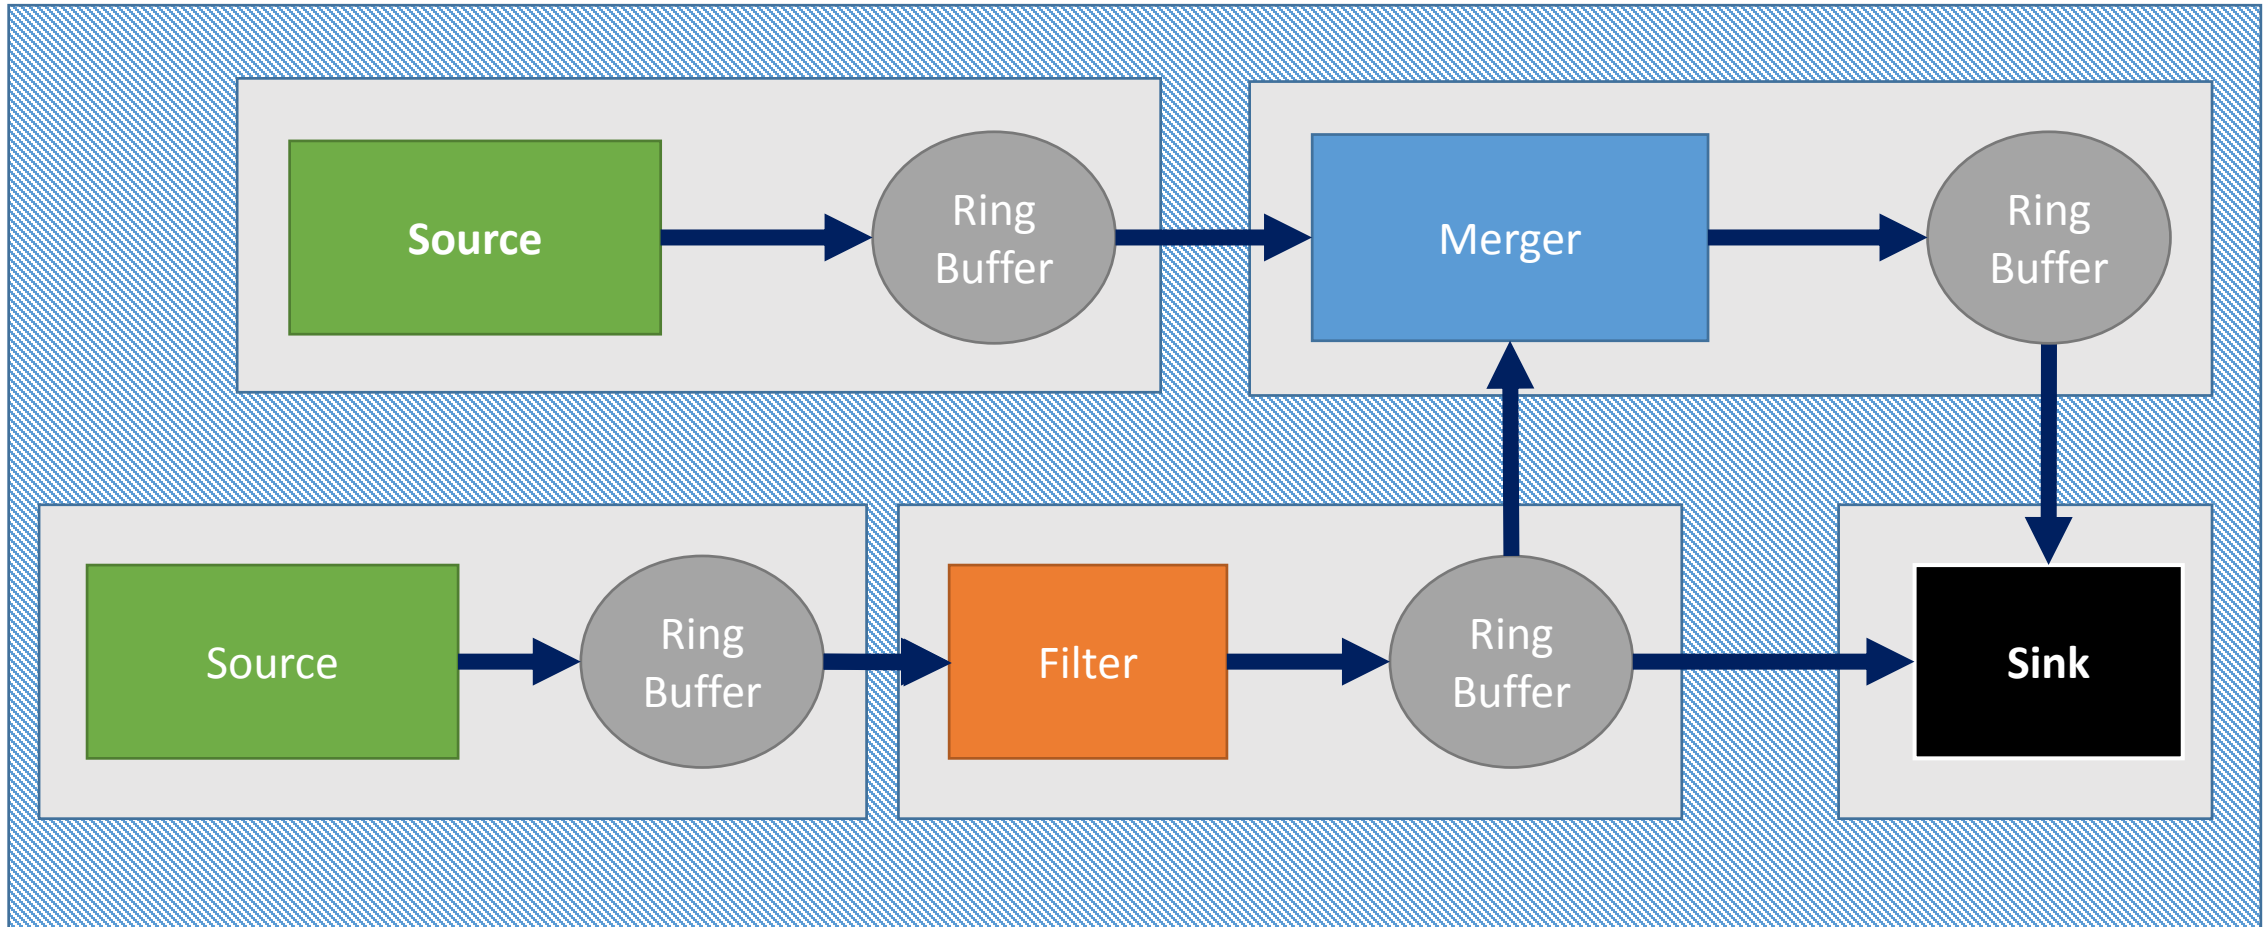 Source
Ring
Buffer
Merger
Ring
Buffer
Source
Ring
Buffer
Filter
Ring
Buffer
Sink